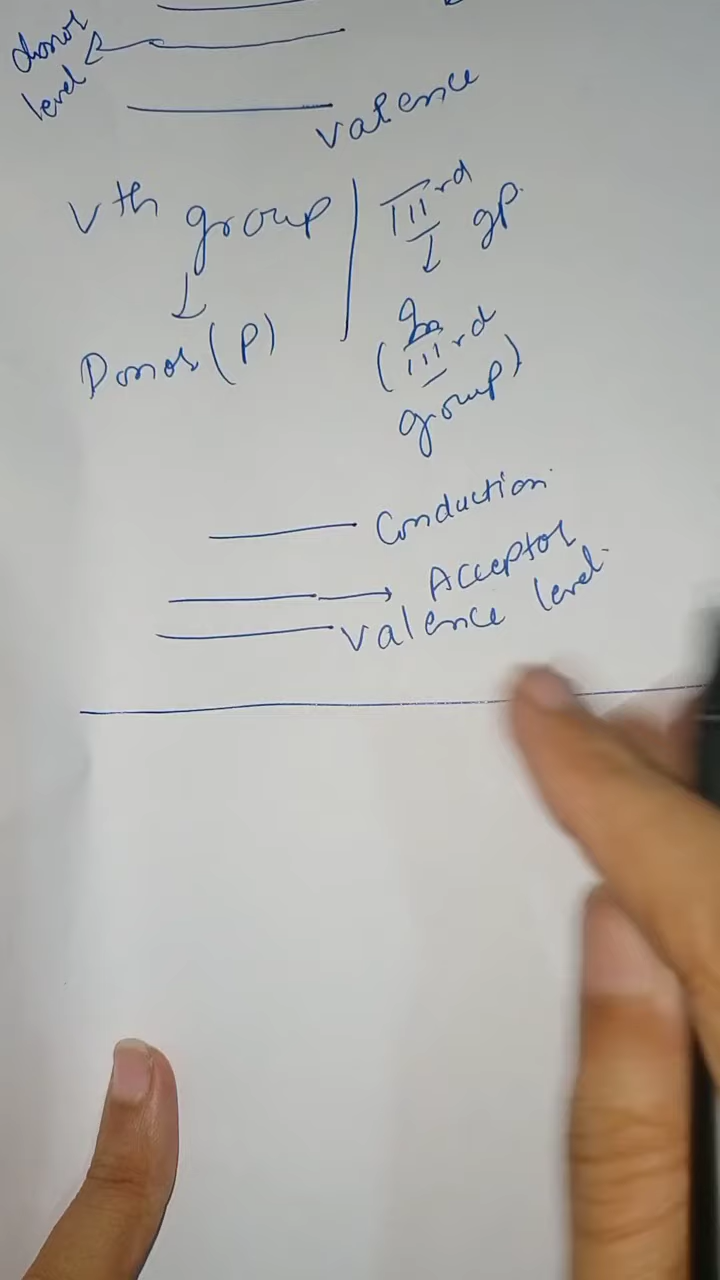 donor
level
valence
Vth group | IIIrd gp.
↓ ↓
Donor (P) (IIIrd
group)
Conduction
→ Acceptor
level.
valence